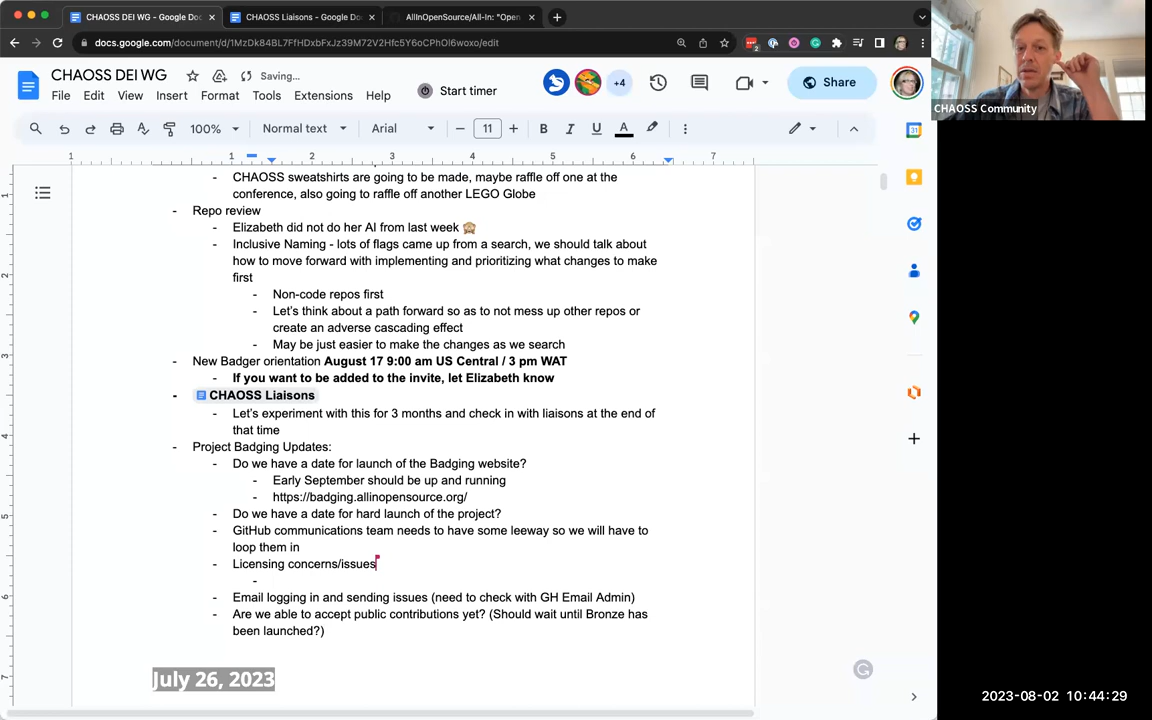 CHAOSS DEI WG - Google Doc
CHAOSS Liaisons - Google Do
AllInOpenSource/All-In: "Open
docs.google.com/document/d/1MzDk84BL7FfHDxbFxJz39M72V2Hfc5Y6oCPhOl6woxo/edit
CHAOSS DEI WG
Saving...
File Edit View Insert Format Tools Extensions Help
Start timer
+4
Share
CHAOSS Community
100%
Normal text
Arial
11
B
I
U
A
1 1 2 3 4 5 6 7
CHAOSS sweatshirts are going to be made, maybe raffle off one at the
conference, also going to raffle off another LEGO Globe
- Repo review
- Elizabeth did not do her AI from last week 🙈
- Inclusive Naming - lots of flags came up from a search, we should talk about
how to move forward with implementing and prioritizing what changes to make
first
- Non-code repos first
- Let's think about a path forward so as to not mess up other repos or
create an adverse cascading effect
- May be just easier to make the changes as we search
- New Badger orientation August 17 9:00 am US Central / 3 pm WAT
- If you want to be added to the invite, let Elizabeth know
- CHAOSS Liaisons
- Let's experiment with this for 3 months and check in with liaisons at the end of
that time
- Project Badging Updates:
- Do we have a date for launch of the Badging website?
- Early September should be up and running
- https://badging.allinopensource.org/
- Do we have a date for hard launch of the project?
- GitHub communications team needs to have some leeway so we will have to
loop them in
- Licensing concerns/issues
-
- Email logging in and sending issues (need to check with GH Email Admin)
- Are we able to accept public contributions yet? (Should wait until Bronze has
been launched?)
July 26, 2023
2023-08-02 10:44:29